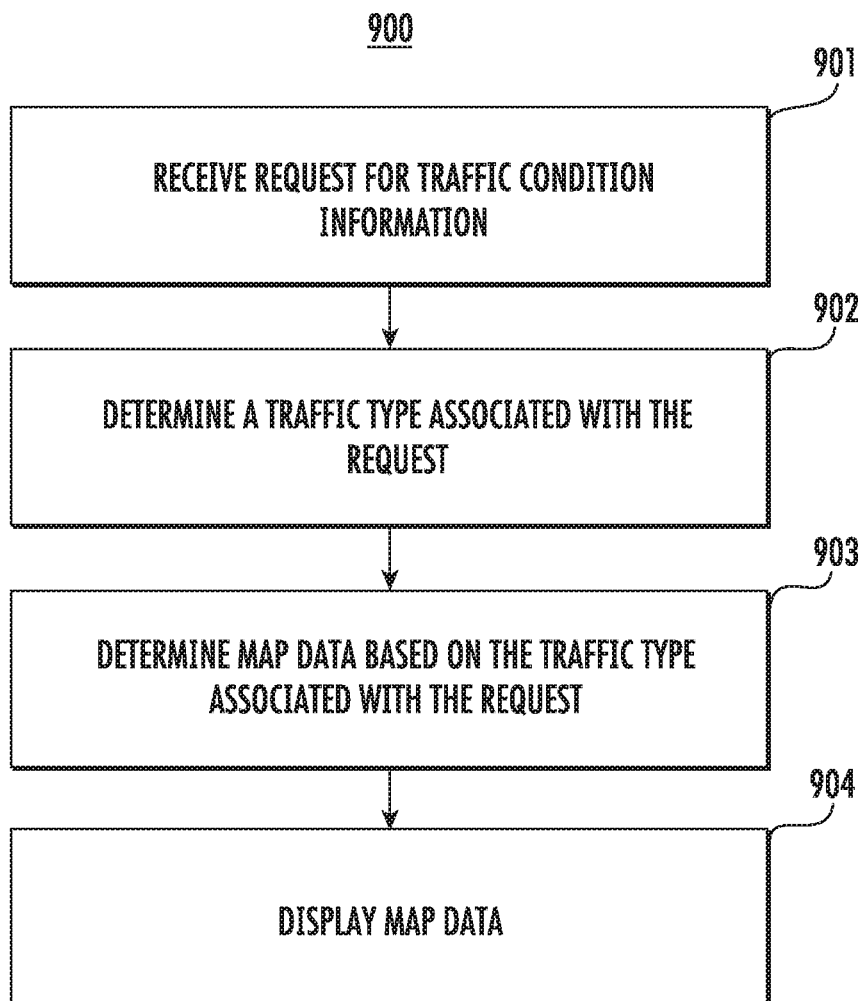 900
901
RECEIVE REQUEST FOR TRAFFIC CONDITION
INFORMATION
902
DETERMINE A TRAFFIC TYPE ASSOCIATED WITH THE
REQUEST
903
DETERMINE MAP DATA BASED ON THE TRAFFIC TYPE
ASSOCIATED WITH THE REQUEST
904
DISPLAY MAP DATA